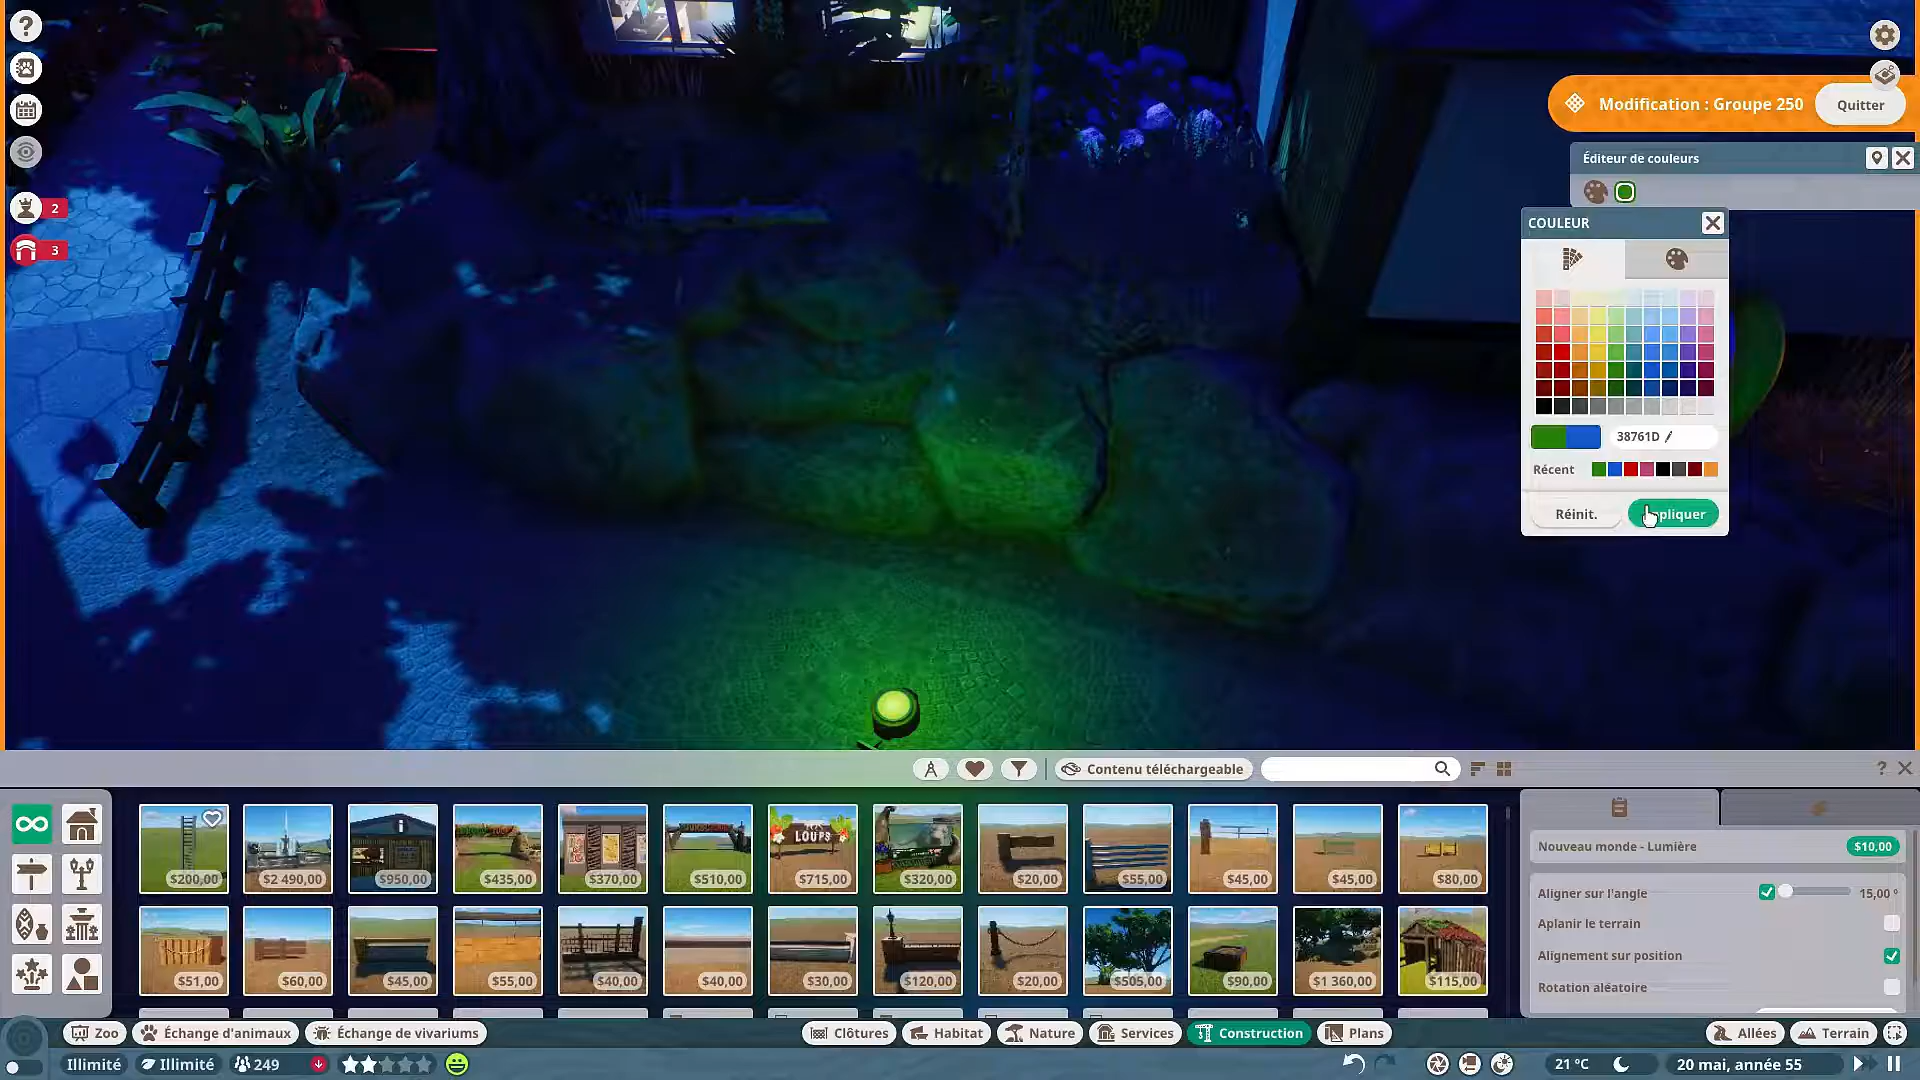 ?
Modification : Groupe 250
Quitter
Éditeur de couleurs
2
3
COULEUR
38761D
Récent
Réinit.
Contenu téléchargeable
?
i
LOUPS
$200,00
$2 490,00
$950,00
$435,00
$370,00
$510,00
$715,00
$320,00
$20,00
$55,00
$45,00
$45,00
$80,00
$51,00
$60,00
$45,00
$55,00
$40,00
$40,00
$30,00
$120,00
$20,00
$505,00
$90,00
$1 360,00
$115,00
Nouveau monde - Lumière
$10,00
Aligner sur l'angle
15,00 °
Aplanir le terrain
Alignement sur position
Rotation aléatoire
Zoo
Échange d'animaux
Échange de vivariums
Clôtures
Habitat
Nature
Services
Construction
Plans
Allées
Terrain
Illimité
Illimité
249
21 °C
20 mai, année 55